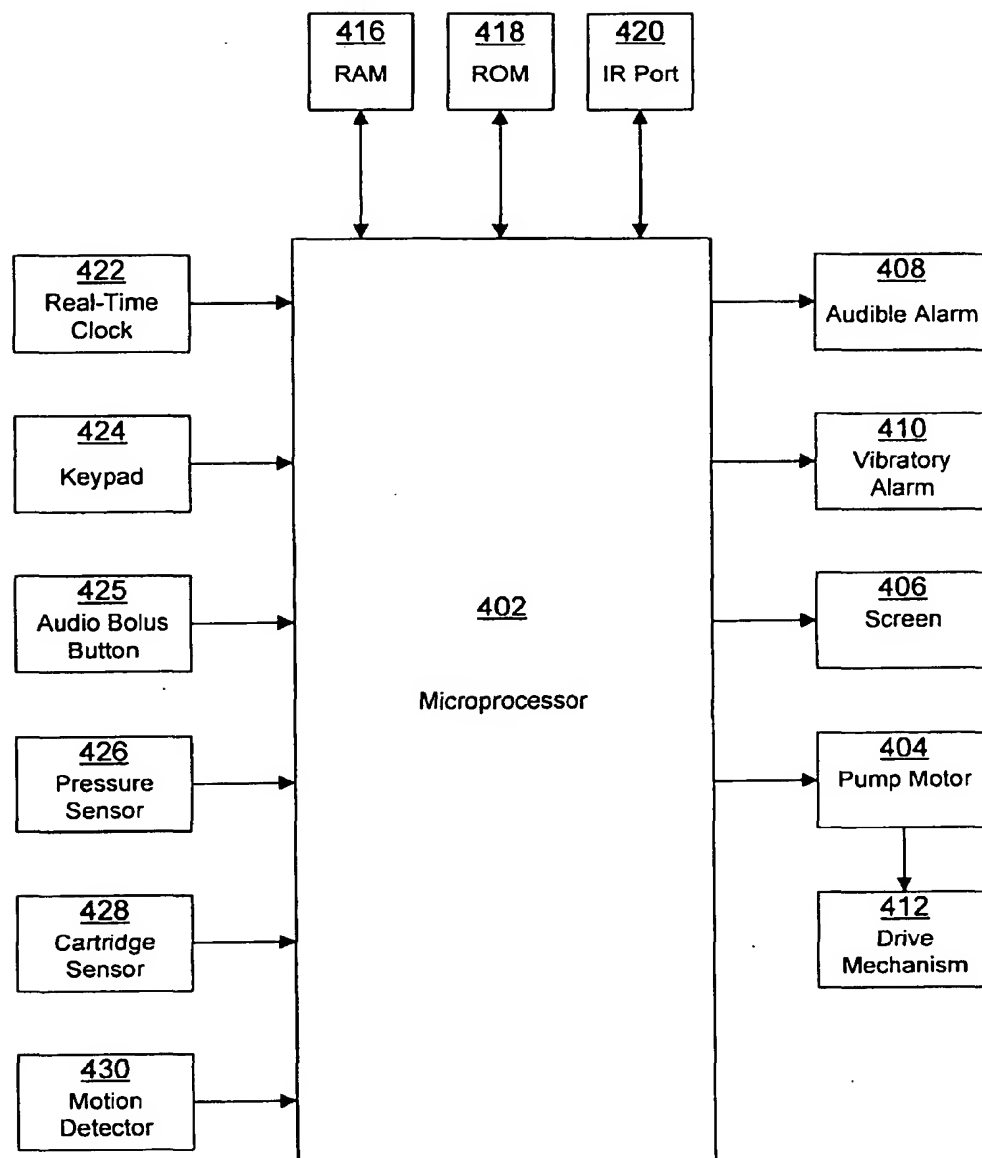 416
RAM
418
ROM
420
IR Port
422
Real-Time
Clock
424
Keypad
425
Audio Bolus
Button
426
Pressure
Sensor
428
Cartridge
Sensor
430
Motion
Detector
402
Microprocessor
408
Audible Alarm
410
Vibratory
Alarm
406
Screen
404
Pump Motor
412
Drive
Mechanism